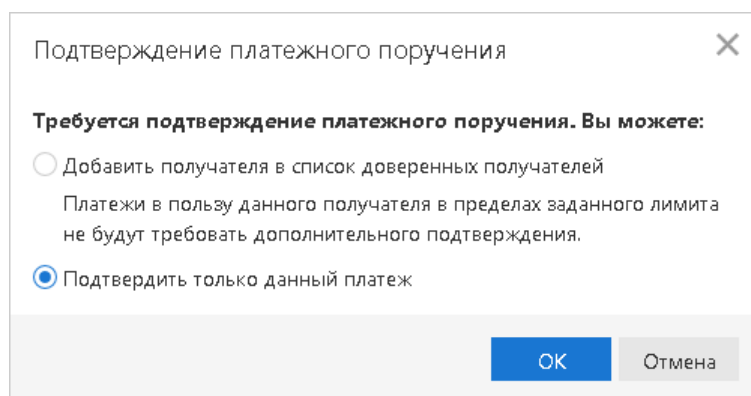 Подтверждение платежного поручения
Требуется подтверждение платежного поручения. Вы можете:
Добавить получателя в список доверенных получателей
Платежи в пользу данного получателя в пределах заданного лимита
не будут требовать дополнительного подтверждения.
Подтвердить только данный платеж
ОК Отмена